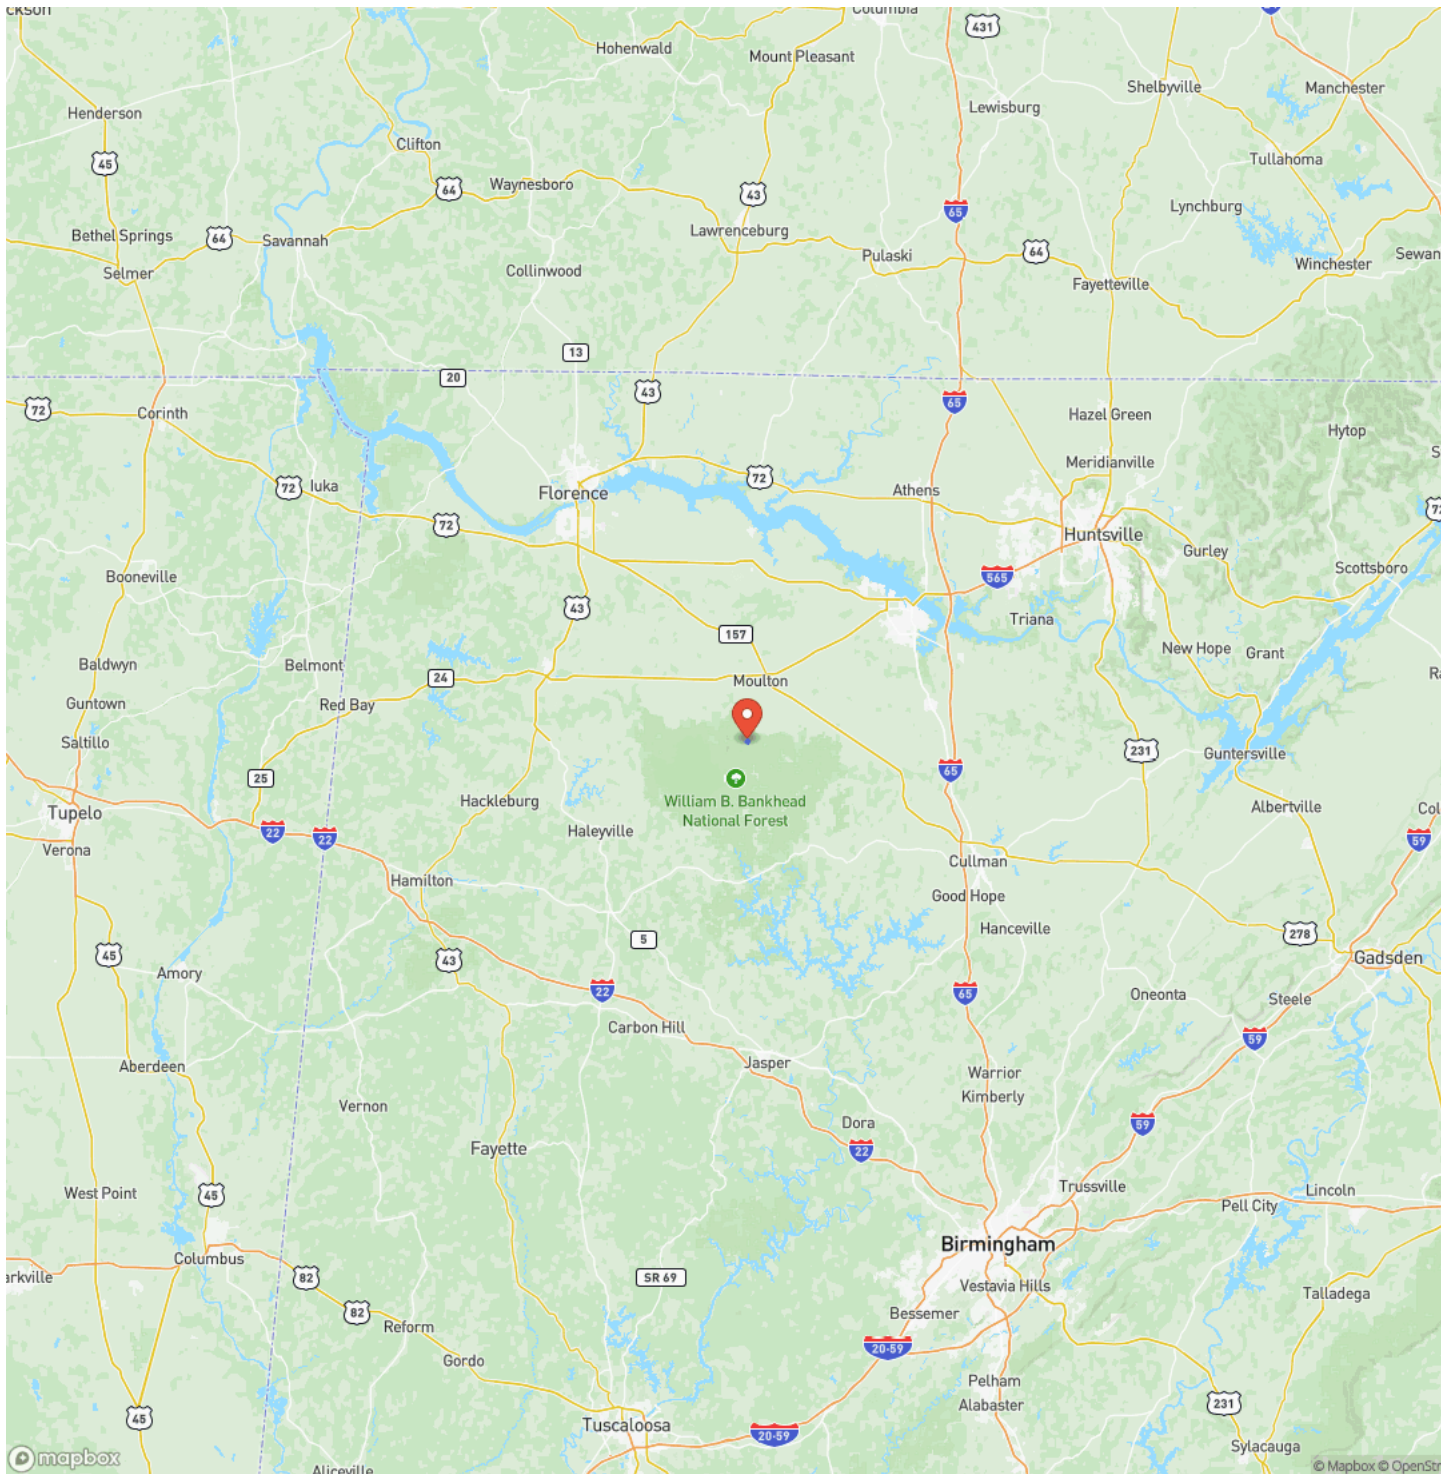 ckson
Columbia
431
Hohenwald
Mount Pleasant
Shelbyville
Manchester
Henderson
Lewisburg
Clifton
45
Tullahoma
Waynesboro
64
43
65
Lynchburg
Bethel Springs
64
Savannah
Lawrenceburg
Pulaski
64
Winchester
Sewan
Selmer
Collinwood
Fayetteville
13
20
43
65
72
Corinth
Hazel Green
Hytop
Meridianville
S
72
Iuka
Florence
72
Athens
72
72
Huntsville
Gurley
Booneville
565
Scottsboro
43
Triana
157
Baldwyn
Belmont
24
Moulton
New Hope
Grant
Ra
Guntown
Red Bay
Saltillo
231
Guntersville
25
65
William B. Bankhead
National Forest
Tupelo
Hackleburg
Albertville
Col
22
22
Haleyville
59
Verona
Cullman
Hamilton
Good Hope
5
Hanceville
278
45
43
Gadsden
Amory
22
65
Oneonta
Steele
Carbon Hill
59
Aberdeen
Jasper
Warrior
Kimberly
Vernon
Dora
59
Fayette
22
West Point
45
Trussville
Lincoln
Pell City
Columbus
Birmingham
arkville
82
SR 69
Vestavia Hills
Talladega
82
Reform
Bessemer
20-59
Gordo
Pelham
Alabaster
231
45
Tuscaloosa
20-59
Sylacauga
mapbox
Aliceville
© Mapbox © OpenStr